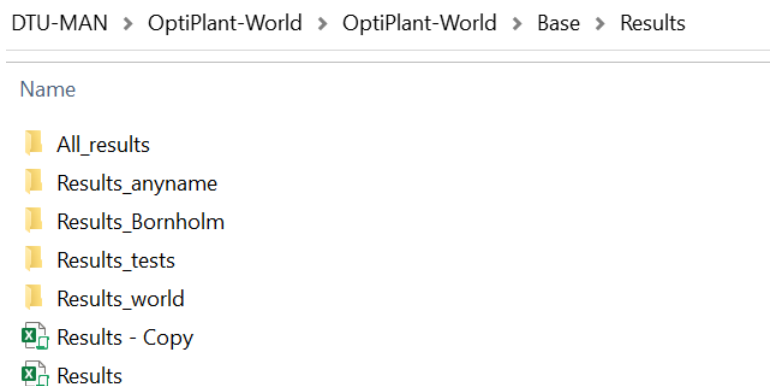 DTU-MAN > OptiPlant-World > OptiPlant-World > Base > Results
Name
All_results
Results_anyname
Results_Bornholm
Results_tests
Results_world
Results - Copy
Results